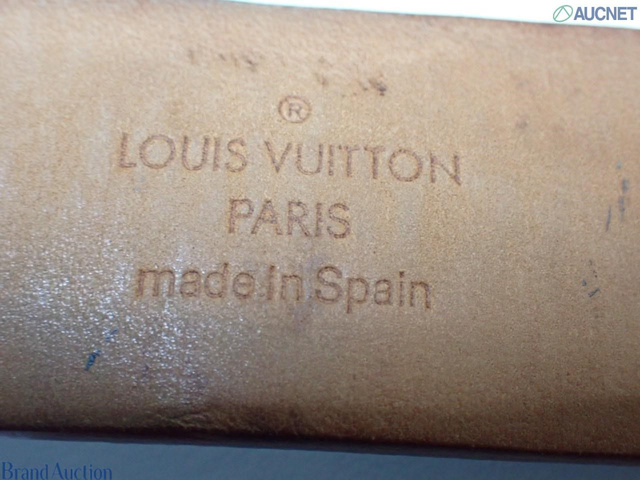 AUCNET
®
LOUIS VUITTON
PARIS
made in Spain
Brand Auction